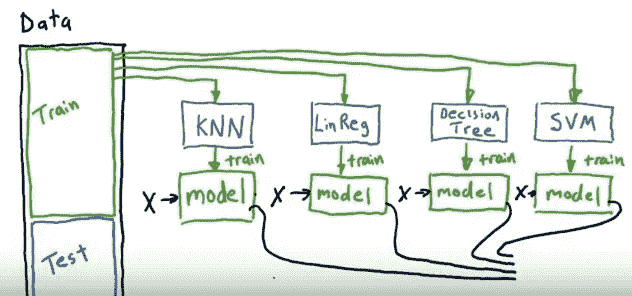 Data
Train
KNN
LinReg
Decision
Tree
SVM
train
train
train
train
X
model
X
model
X
model
X
model
Test